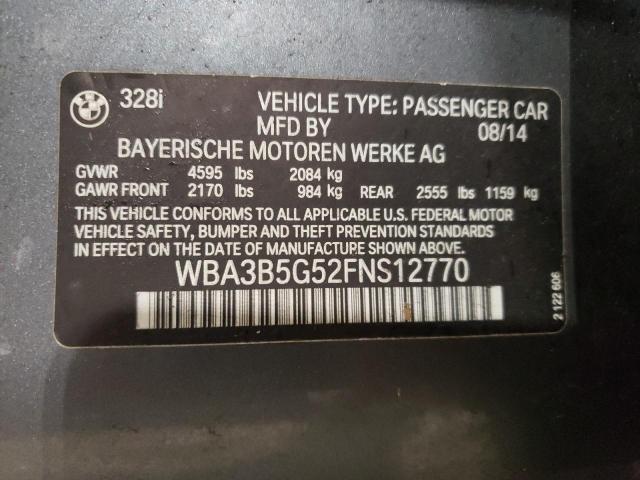 328i VEHICLE TYPE: PASSENGER CAR
MFD BY 08/14
BAYERISCHE MOTOREN WERKE AG
GVWR 4595 lbs 2084 kg
GAWR FRONT 2170 lbs 984 kg REAR 2555 lbs 1159 kg
THIS VEHICLE CONFORMS TO ALL APPLICABLE U.S. FEDERAL MOTOR
VEHICLE SAFETY, BUMPER AND THEFT PREVENTION STANDARDS
IN EFFECT ON THE DATE OF MANUFACTURE SHOWN ABOVE.
WBA3B5G52FNS12770
2 122 606